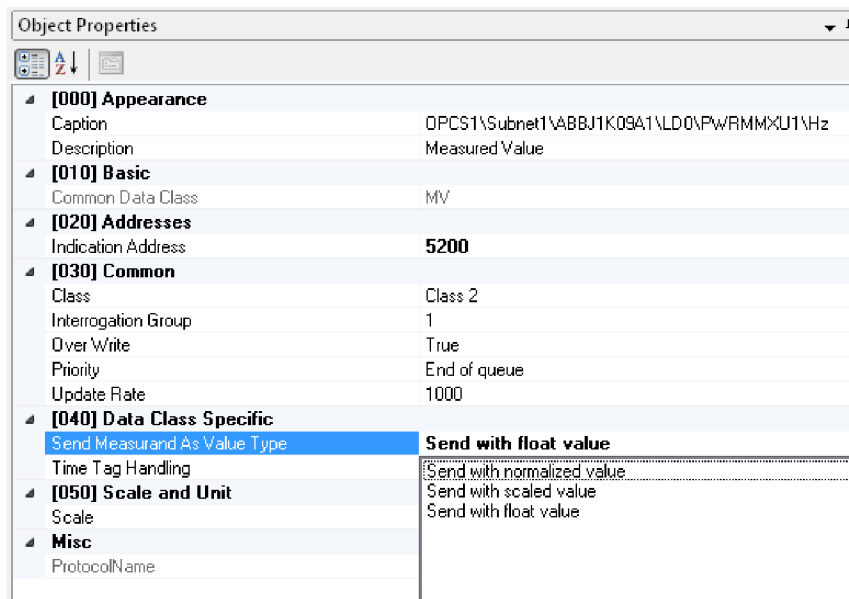 Object Properties
[000] Appearance
Caption OPCS1\Subnet1\ABBJ1K09A1\LD0\PWRMMXU1\Hz
Description Measured Value
[010] Basic
Common Data Class MV
[020] Addresses
Indication Address 5200
[030] Common
Class Class 2
Interrogation Group 1
Over Write True
Priority End of queue
Update Rate 1000
[040] Data Class Specific
Send Measurand As Value Type Send with float value
Time Tag Handling Send with normalized value
[050] Scale and Unit Send with scaled value
Scale Send with float value
Misc
ProtocolName